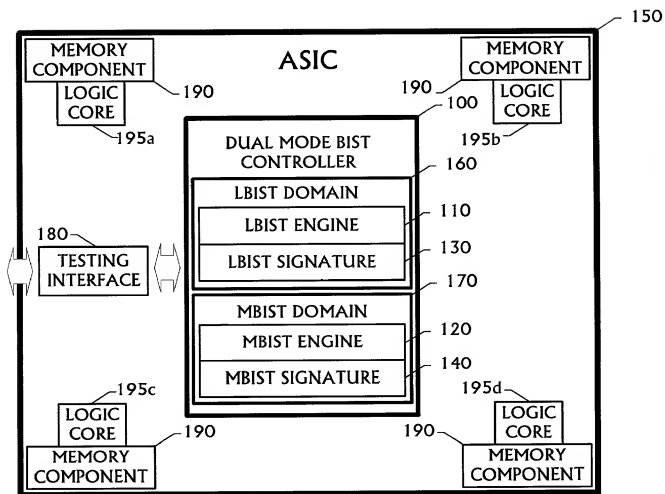 150
MEMORY
COMPONENT
190
LOGIC
CORE
195a
ASIC
MEMORY
COMPONENT
190
LOGIC
CORE
195b
100
DUAL MODE BIST
CONTROLLER
160
LBIST DOMAIN
LBIST ENGINE
110
LBIST SIGNATURE
130
180
TESTING
INTERFACE
170
MBIST DOMAIN
MBIST ENGINE
120
MBIST SIGNATURE
140
195c
LOGIC
CORE
190
MEMORY
COMPONENT
195d
LOGIC
CORE
190
MEMORY
COMPONENT